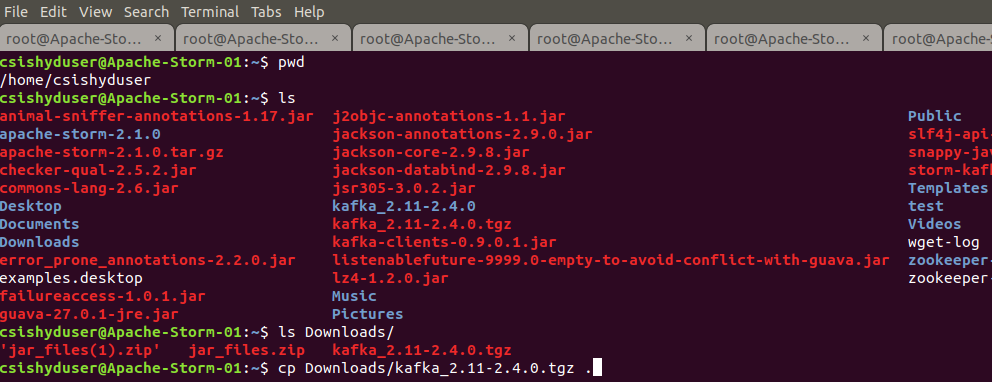 File Edit View Search Terminal Tabs Help
root@Apache-Sto... × root@Apache-Sto... × root@Apache-Sto... × root@Apache-Sto... × root@Apache-Sto... × root@Apache-Sto
csishyduser@Apache-Storm-01:~$ pwd
/home/csishyduser
csishyduser@Apache-Storm-01:~$ ls
animal-sniffer-annotations-1.17.jar j2objc-annotations-1.1.jar Public
apache-storm-2.1.0 jackson-annotations-2.9.0.jar slf4j-api-
apache-storm-2.1.0.tar.gz jackson-core-2.9.8.jar snappy-jav
checker-qual-2.5.2.jar jackson-databind-2.9.8.jar storm-kafk
commons-lang-2.6.jar jsr305-3.0.2.jar Templates
Desktop kafka_2.11-2.4.0 test
Documents kafka_2.11-2.4.0.tgz Videos
Downloads kafka-clients-0.9.0.1.jar wget-log
error_prone_annotations-2.2.0.jar listenablefuture-9999.0-empty-to-avoid-conflict-with-guava.jar zookeeper-
examples.desktop lz4-1.2.0.jar zookeeper-
failureaccess-1.0.1.jar Music
guava-27.0.1-jre.jar Pictures
csishyduser@Apache-Storm-01:~$ ls Downloads/
'jar_files(1).zip' jar_files.zip kafka_2.11-2.4.0.tgz
csishyduser@Apache-Storm-01:~$ cp Downloads/kafka_2.11-2.4.0.tgz .